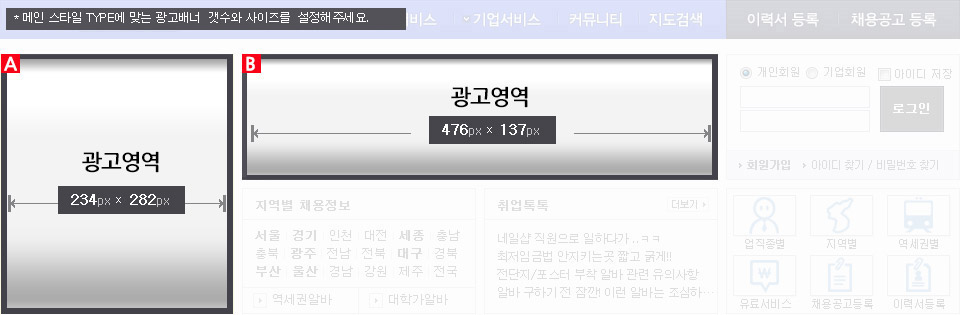 * 메인 스타일 TYPE에 맞는 광고배너 갯수와 사이즈를 설정해주세요.
비스 기업서비스 커뮤니티 지도검색 이력서 등록 채용공고 등록
A
광고영역
234px × 282px
B
광고영역
476px × 137px
개인회원 기업회원 아이디 저장
로그인
회원가입 아이디 찾기 / 비밀번호 찾기
지역별 채용정보
서울 경기 인천 대전 세종 충남
충북 광주 전남 전북 대구 경북
부산 울산 경남 강원 제주 전국
역세권알바 대학가알바
취업톡톡 더보기
네일샵 직원으로 일하다가 ..ㅋㅋ
최저임금법 안지키는곳 짧고 굵게!!
전단지/포스터 부착 알바 관련 유의사항
알바 구하기 전 잠깐! 이런 알바는 조심하…
업직종별 지역별 역세권별
유료서비스 채용공고등록 이력서등록